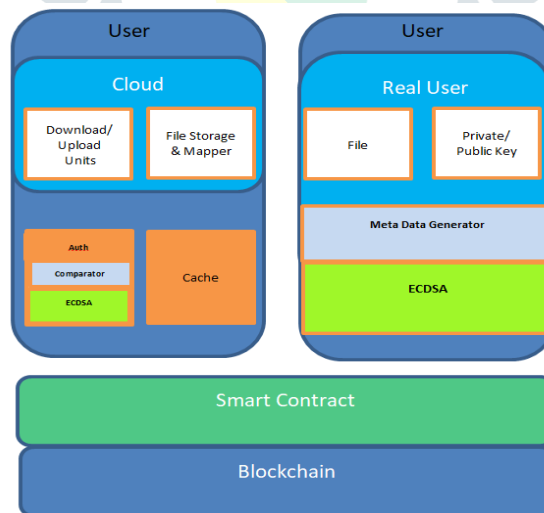 User
Cloud
Download/
Upload
Units
File Storage
& Mapper
Auth
Comparator
ECDSA
Cache
User
Real User
File
Private/
Public Key
Meta Data Generator
ECDSA
Smart Contract
Blockchain